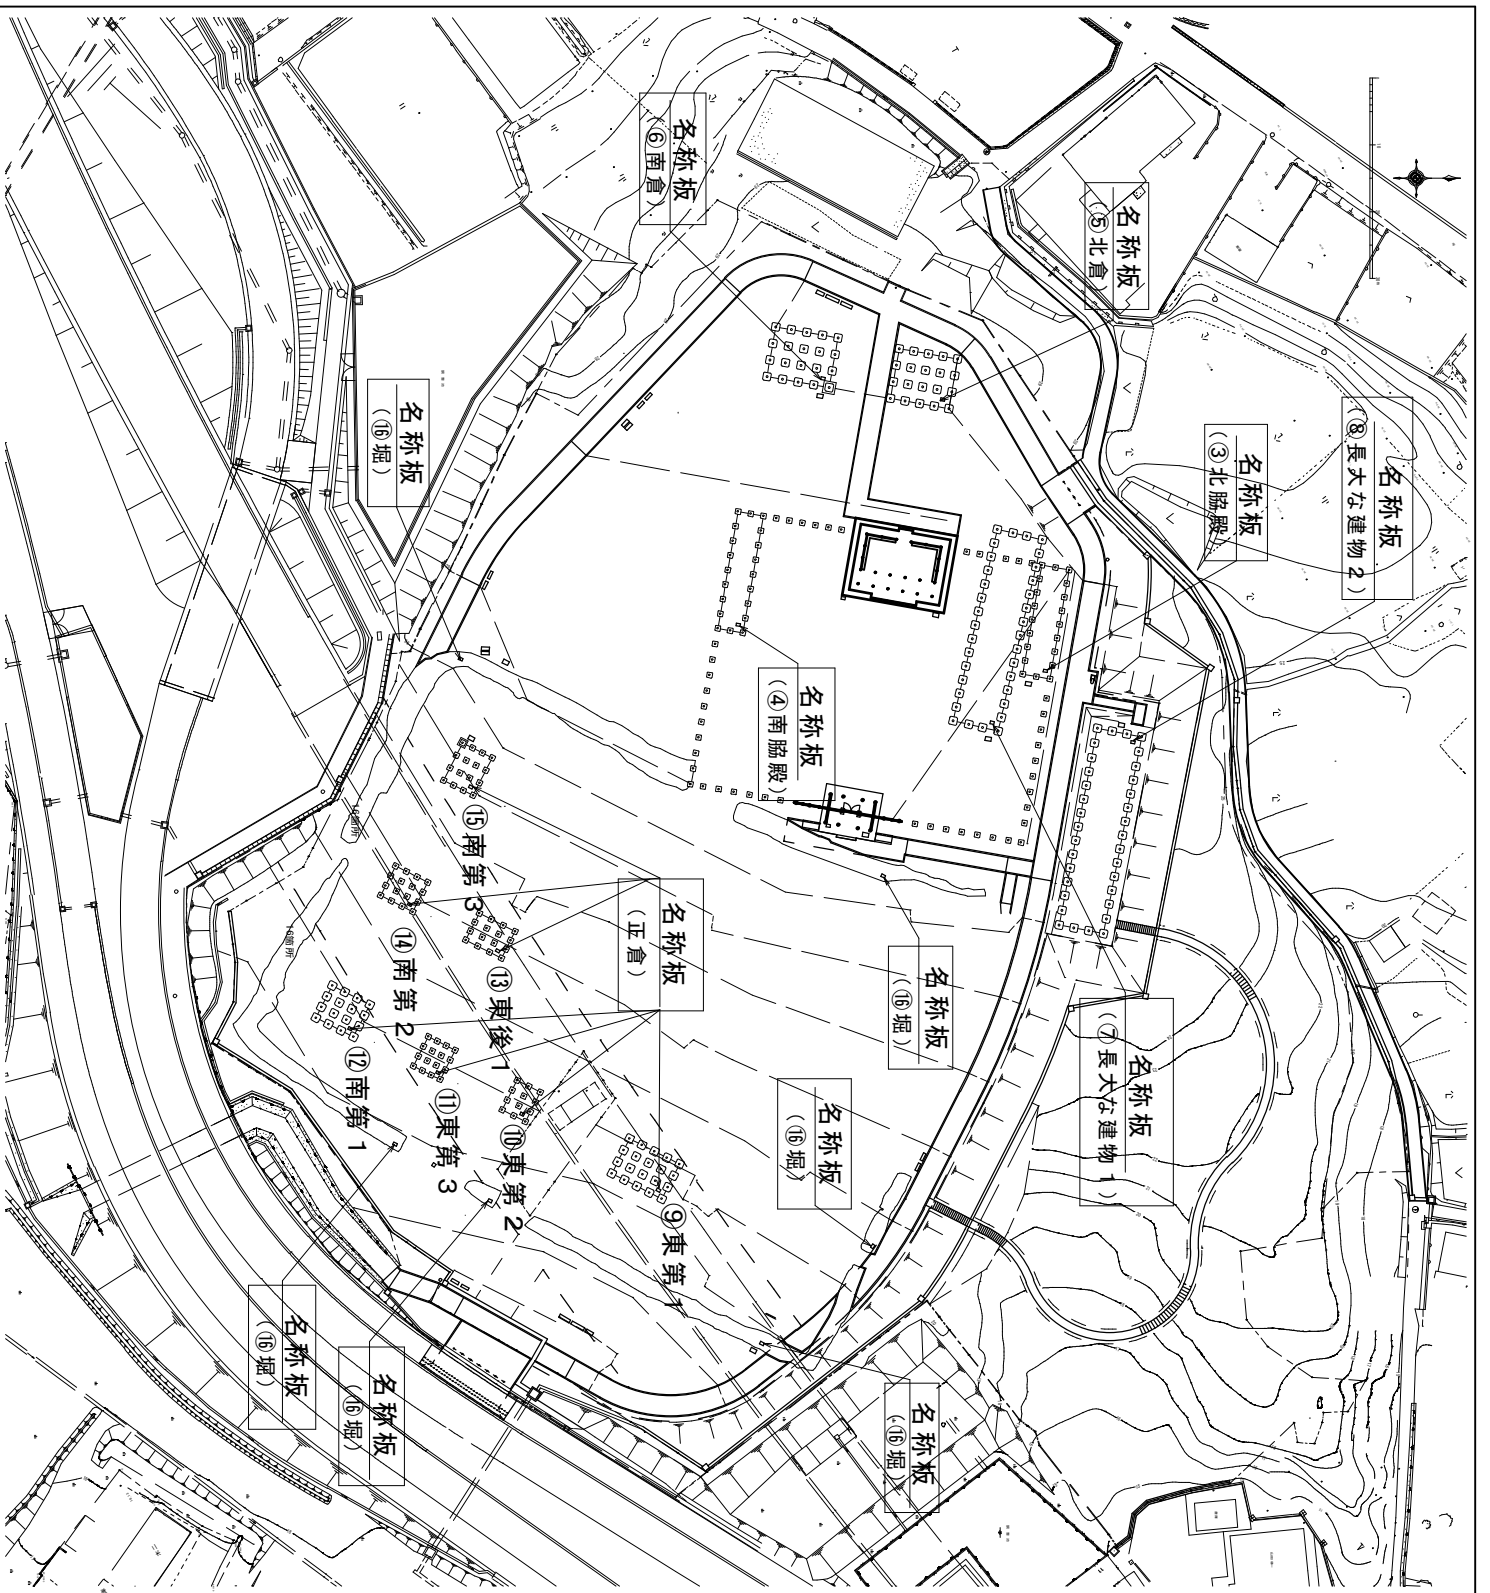 名称板
(⑥南倉)
名称板
(⑤北倉)
名称板
(⑧長大な建物2)
名称板
(③北脇殿)
名称板
(⑯堀)
名称板
(④南脇殿)
名称板
(正倉)
名称板
(⑯堀)
名称板
(⑦長大な建物1)
名称板
(⑯堀)
⑮南第3
⑭南第2
⑬東後1
⑫南第1
⑪東第3
⑩東第2
⑨東第1
名称板
(⑯堀)
名称板
(⑯堀)
名称板
(⑯堀)